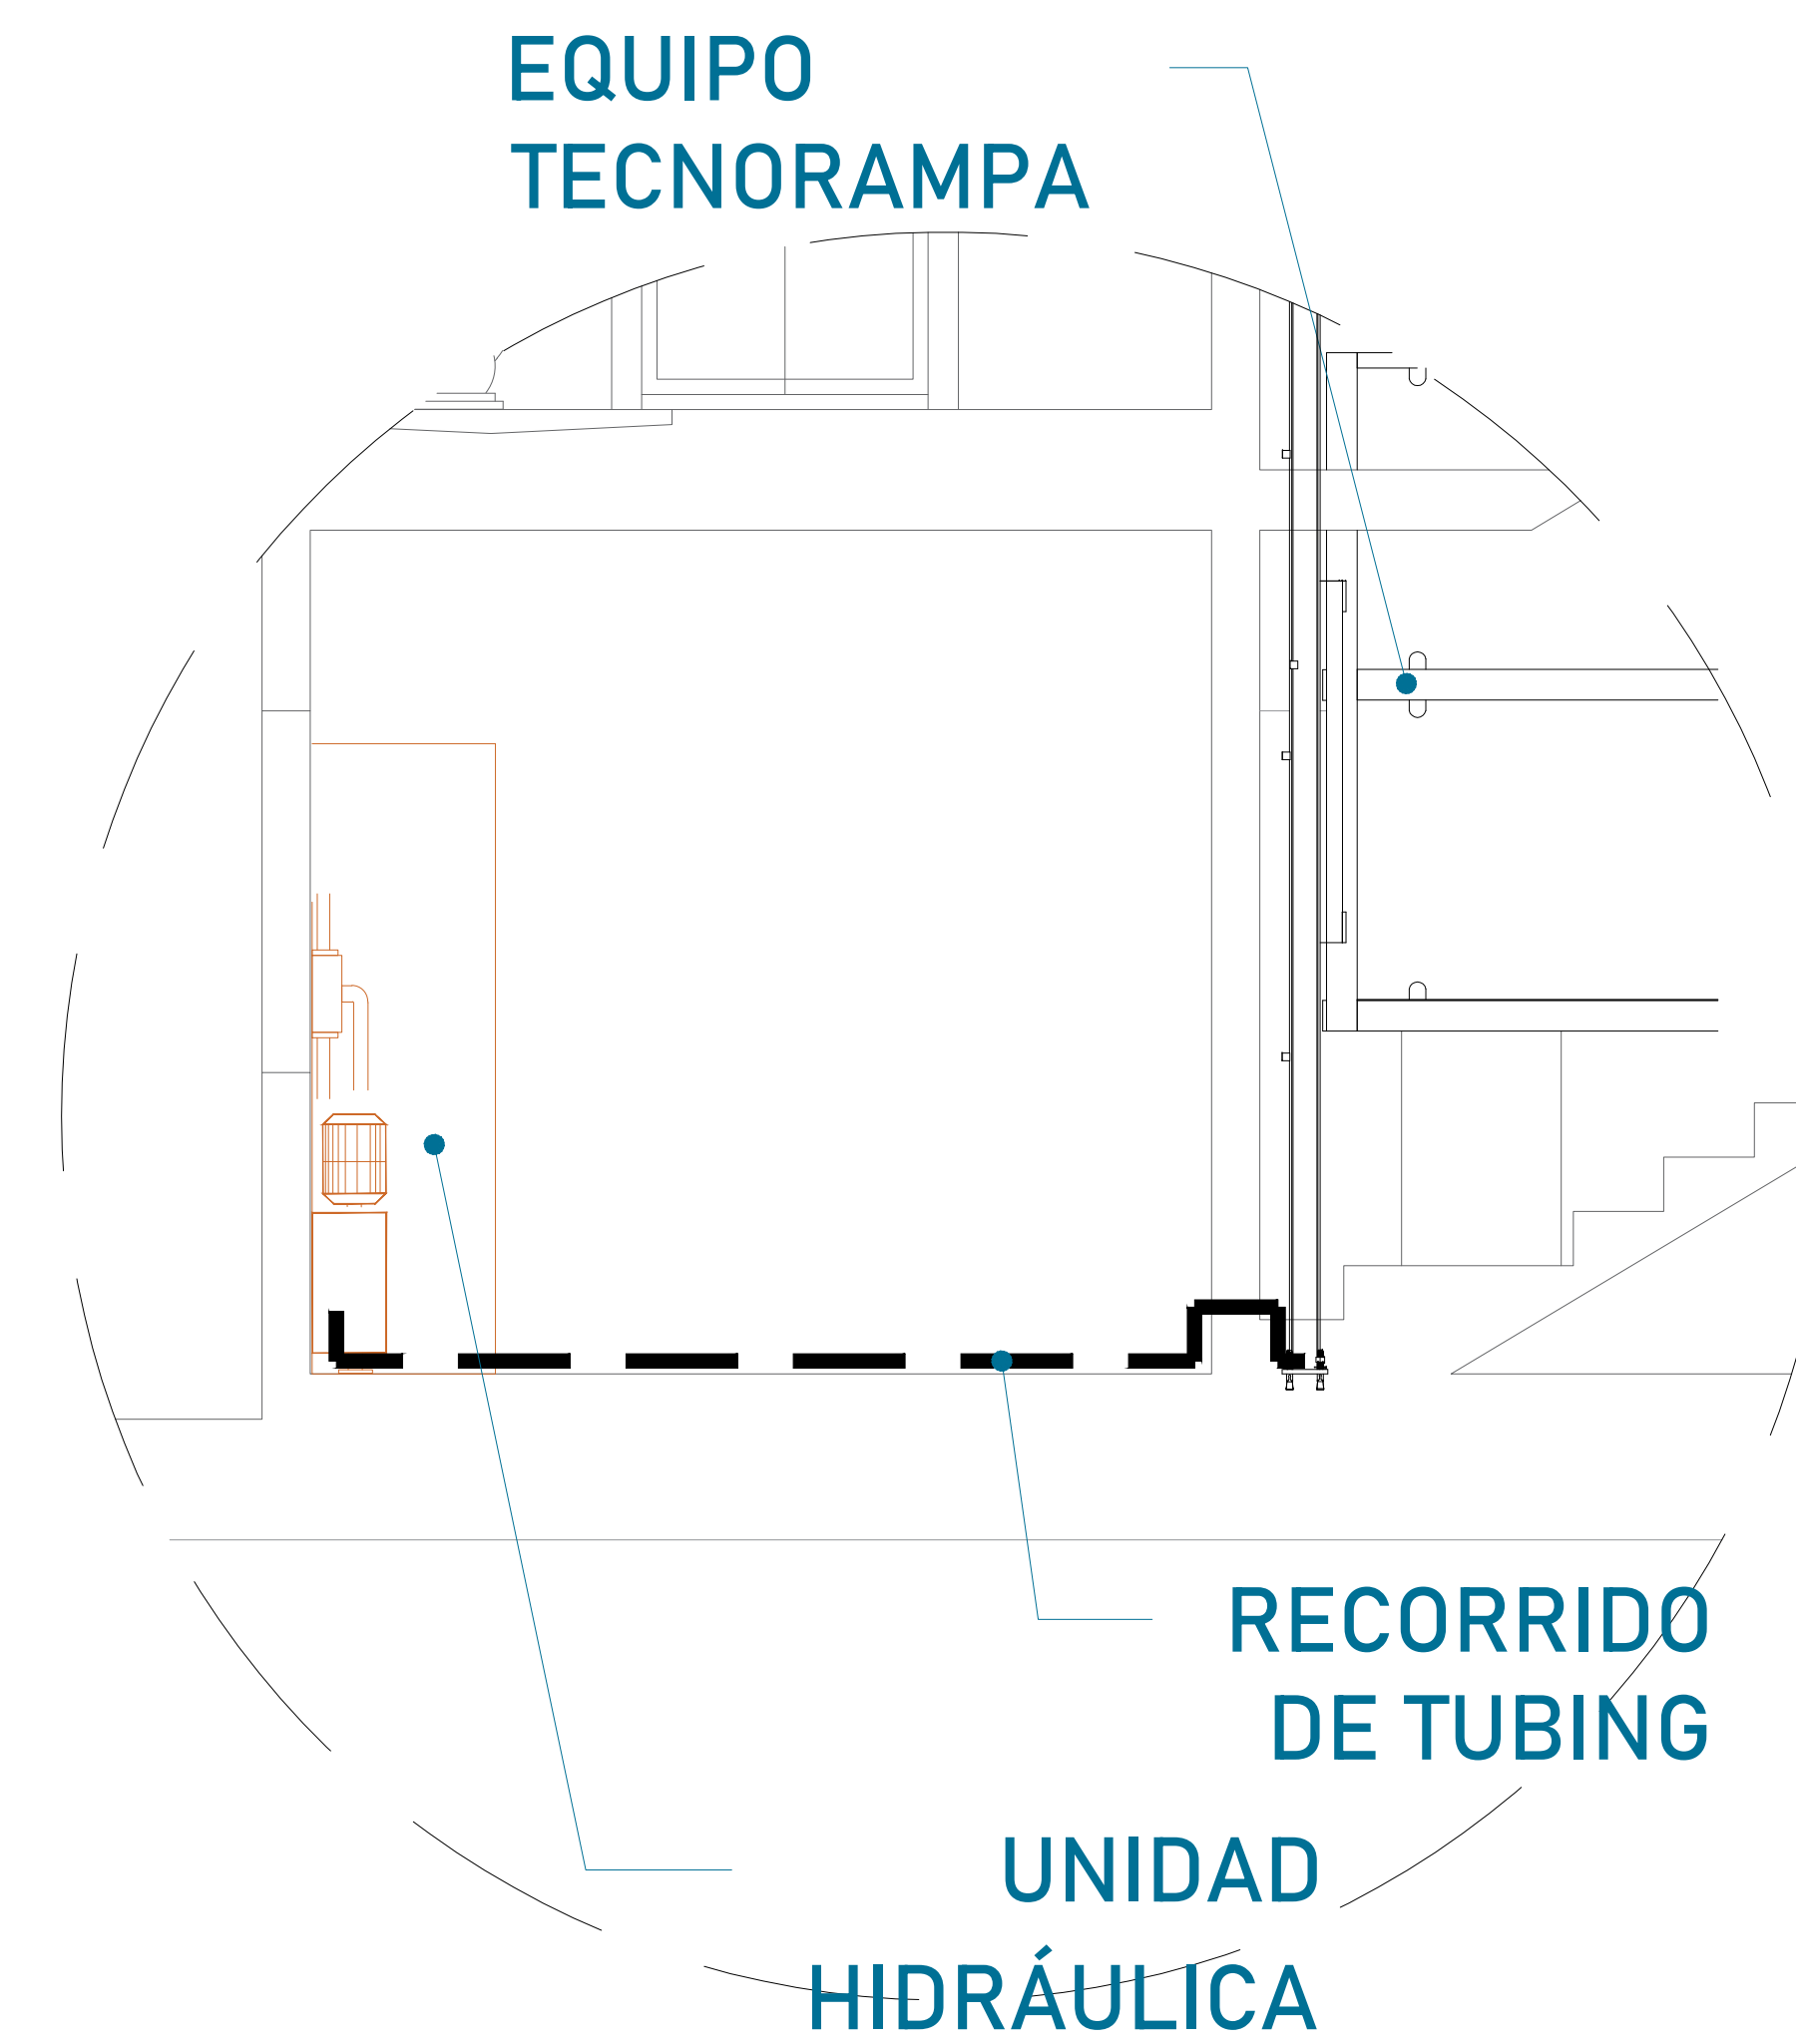 EQUIPO
TECNORAMPA
RECORRIDO
DE TUBING
UNIDAD
HIDRÁULICA